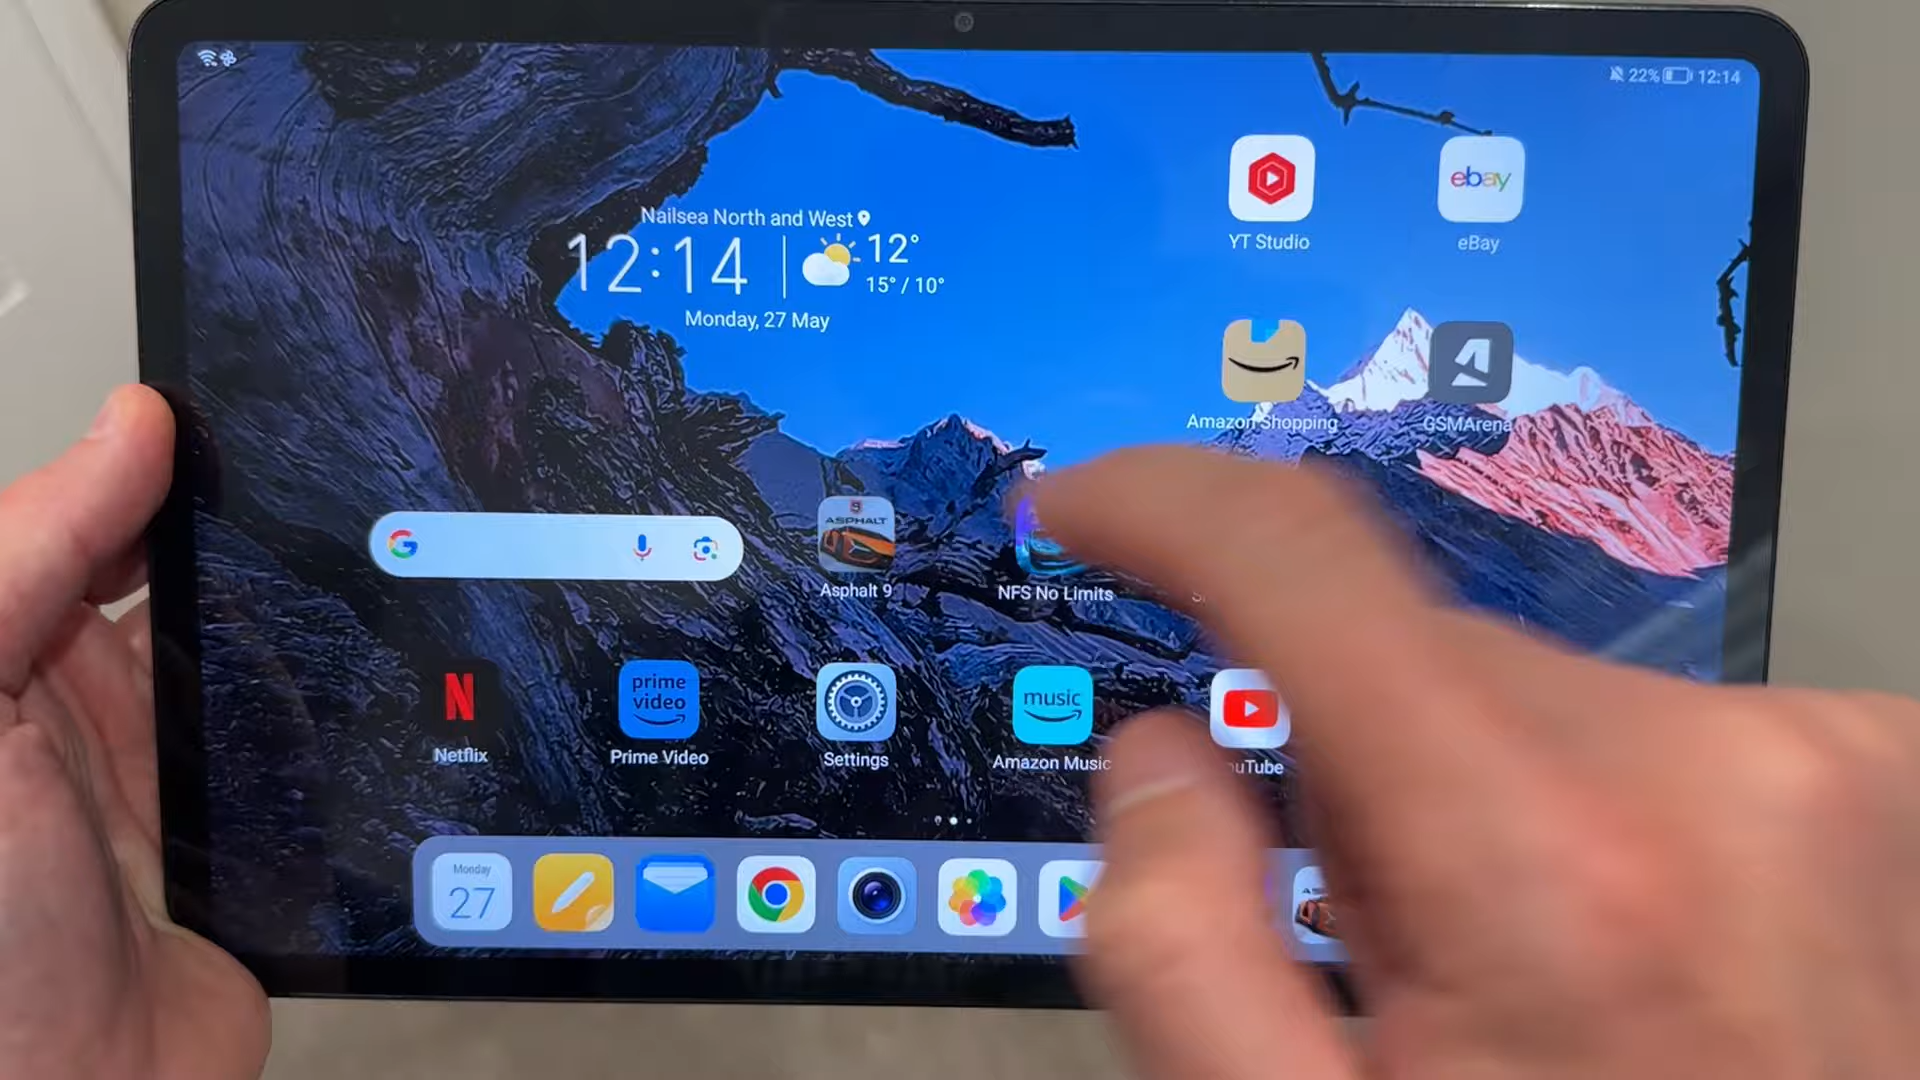 22% 12:14
Nailsea North and West
12:14
12°
15° / 10°
Monday, 27 May
YT Studio
ebay
eBay
Amazon Shopping
GSMArena
ASPHALT
Asphalt 9
NFS No Limits
Netflix
prime video
Prime Video
Settings
music
Amazon Music
uTube
Monday
27